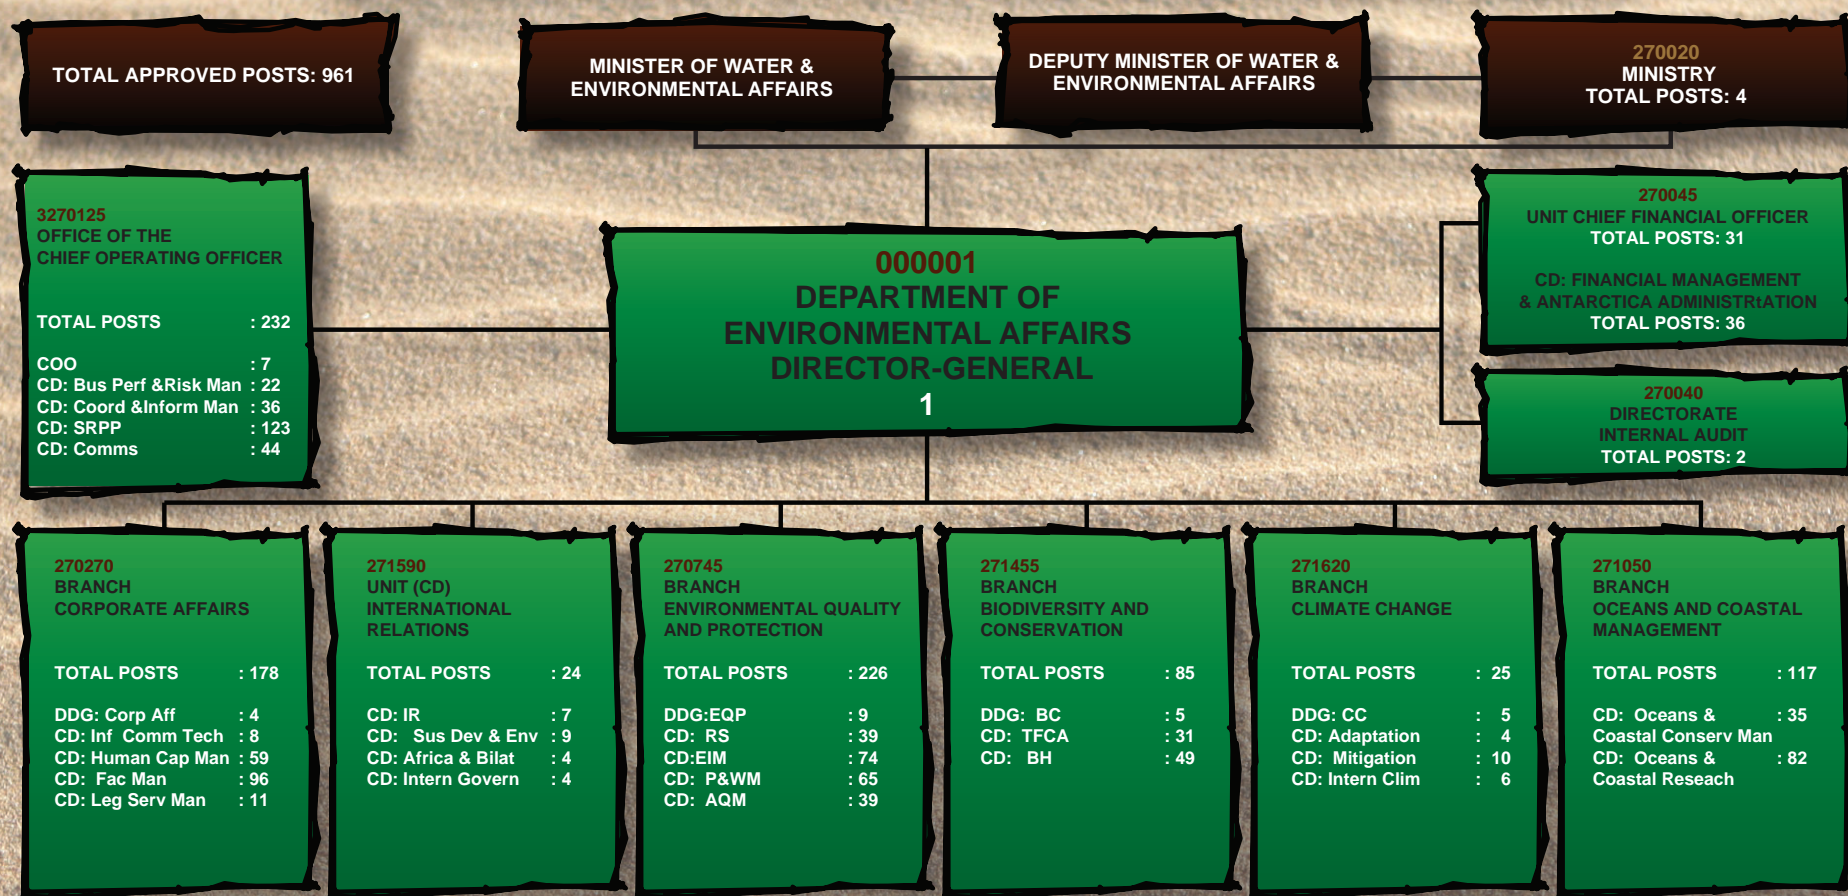 TOTAL APPROVED POSTS: 961
MINISTER OF WATER &
ENVIRONMENTAL AFFAIRS
DEPUTY MINISTER OF WATER &
ENVIRONMENTAL AFFAIRS
270020
MINISTRY
TOTAL POSTS: 4
3270125
OFFICE OF THE
CHIEF OPERATING OFFICER
TOTAL POSTS : 232
COO : 7
CD: Bus Perf &Risk Man : 22
CD: Coord &Inform Man : 36
CD: SRPP : 123
CD: Comms : 44
000001
DEPARTMENT OF
ENVIRONMENTAL AFFAIRS
DIRECTOR-GENERAL
1
270045
UNIT CHIEF FINANCIAL OFFICER
TOTAL POSTS: 31
CD: FINANCIAL MANAGEMENT
& ANTARCTICA ADMINISTRtATION
TOTAL POSTS: 36
270040
DIRECTORATE
INTERNAL AUDIT
TOTAL POSTS: 2
270270
BRANCH
CORPORATE AFFAIRS
TOTAL POSTS : 178
DDG: Corp Aff : 4
CD: Inf Comm Tech : 8
CD: Human Cap Man : 59
CD: Fac Man : 96
CD: Leg Serv Man : 11
271590
UNIT (CD)
INTERNATIONAL
RELATIONS
TOTAL POSTS : 24
CD: IR : 7
CD: Sus Dev & Env : 9
CD: Africa & Bilat : 4
CD: Intern Govern : 4
270745
BRANCH
ENVIRONMENTAL QUALITY
AND PROTECTION
TOTAL POSTS : 226
DDG:EQP : 9
CD: RS : 39
CD:EIM : 74
CD: P&WM : 65
CD: AQM : 39
271455
BRANCH
BIODIVERSITY AND
CONSERVATION
TOTAL POSTS : 85
DDG: BC : 5
CD: TFCA : 31
CD: BH : 49
271620
BRANCH
CLIMATE CHANGE
TOTAL POSTS : 25
DDG: CC : 5
CD: Adaptation : 4
CD: Mitigation : 10
CD: Intern Clim : 6
271050
BRANCH
OCEANS AND COASTAL
MANAGEMENT
TOTAL POSTS : 117
CD: Oceans & : 35
Coastal Conserv Man
CD: Oceans & : 82
Coastal Reseach